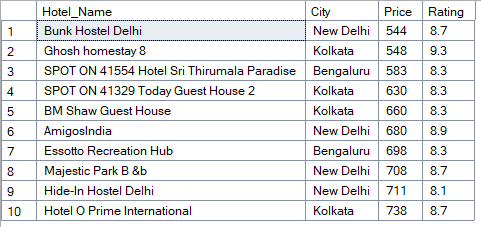 Hotel_Name City Price Rating
1 Bunk Hostel Delhi New Delhi 544 8.7
2 Ghosh homestay 8 Kolkata 548 9.3
3 SPOT ON 41554 Hotel Sri Thirumala Paradise Bengaluru 583 8.3
4 SPOT ON 41329 Today Guest House 2 Kolkata 630 8.3
5 BM Shaw Guest House Kolkata 660 8.3
6 AmigosIndia New Delhi 680 8.9
7 Essotto Recreation Hub Bengaluru 698 8.3
8 Majestic Park B &b New Delhi 708 8.7
9 Hide-In Hostel Delhi New Delhi 711 8.1
10 Hotel O Prime International Kolkata 738 8.7